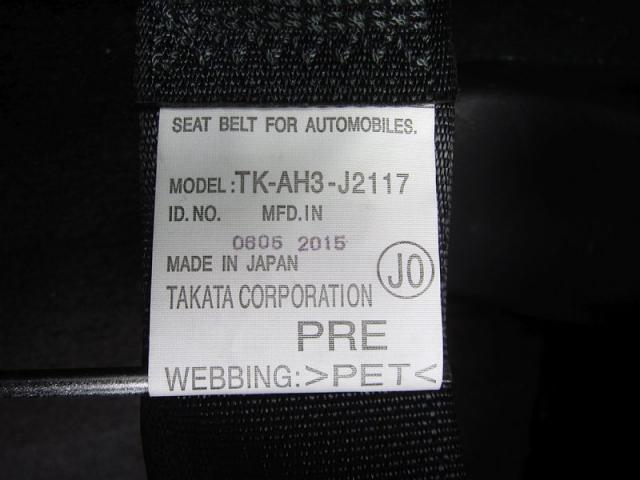 SEAT BELT FOR AUTOMOBILES.
MODEL:TK-AH3-J2117
ID.NO. MFD.IN
0605 2015
MADE IN JAPAN
JO
TAKATA CORPORATION
PRE
WEBBING:>PET<